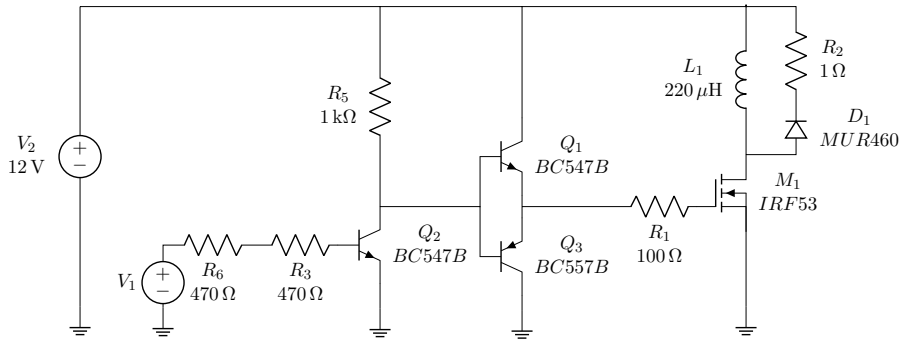 V2
12 V
V1
R6
470 Ω
R3
470 Ω
R5
1 kΩ
Q2
BC547B
Q1
BC547B
Q3
BC557B
R1
100 Ω
L1
220 μH
R2
1 Ω
D1
MUR460
M1
IRF53